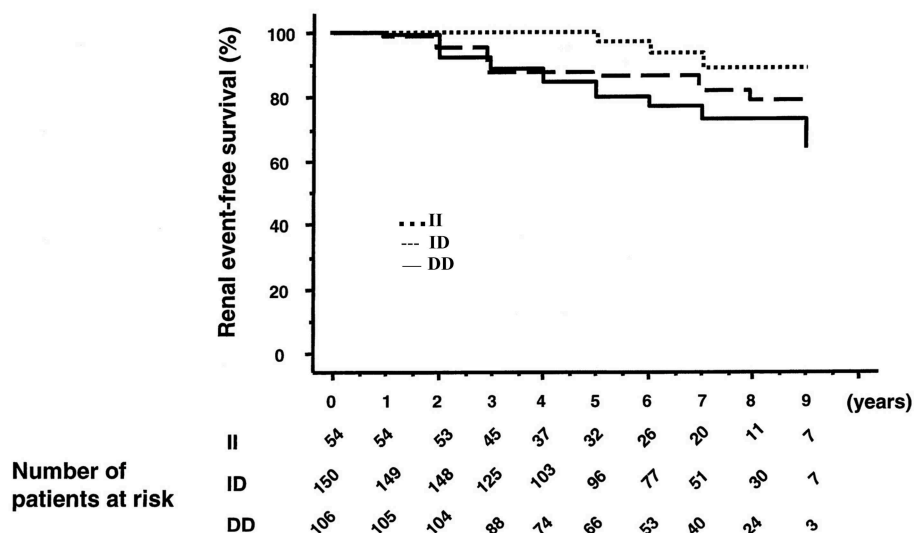 Renal event-free survival (%)
100
80
60
40
20
0
II
ID
DD
0 1 2 3 4 5 6 7 8 9 (years)
Number of
patients at risk
II 54 54 53 45 37 32 26 20 11 7
ID 150 149 148 125 103 96 77 51 30 7
DD 106 105 104 88 74 66 53 40 24 3